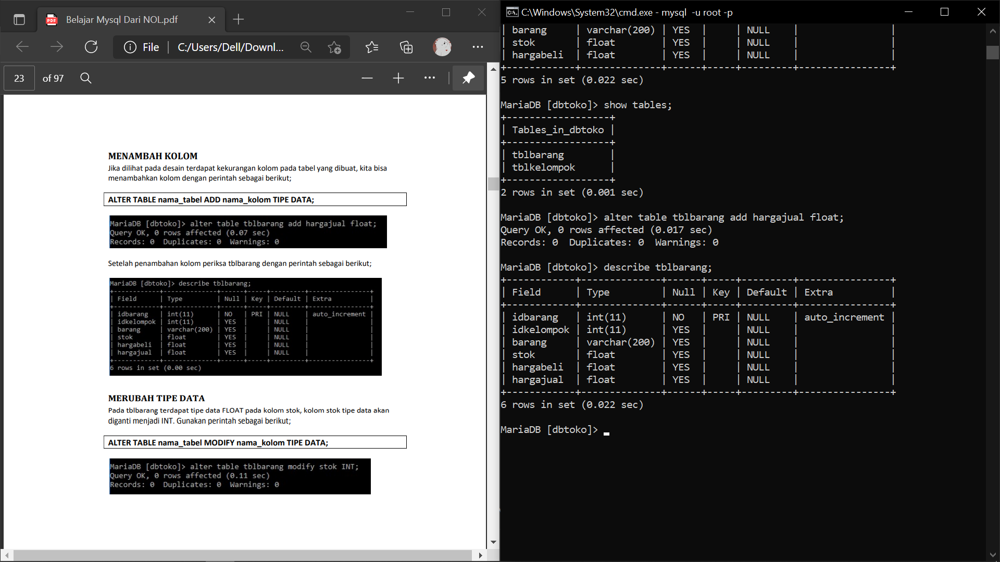 Belajar Mysql Dari NOL.pdf
File
C:/Users/Dell/Downl...
23 of 97
MENAMBAH KOLOM
Jika dilihat pada desain terdapat kekurangan kolom pada tabel yang dibuat, kita bisa
menambahkan kolom dengan perintah sebagai berikut;
ALTER TABLE nama_tabel ADD nama_kolom TIPE DATA;
MariaDB [dbtoko]> alter table tblbarang add hargajual float;
Query OK, 0 rows affected (0.07 sec)
Records: 0  Duplicates: 0  Warnings: 0
Setelah penambahan kolom periksa tblbarang dengan perintah sebagai berikut;
MariaDB [dbtoko]> describe tblbarang;
+------------+--------------+------+-----+---------+----------------+
| Field      | Type         | Null | Key | Default | Extra          |
+------------+--------------+------+-----+---------+----------------+
| idbarang   | int(11)      | NO   | PRI | NULL    | auto_increment |
| idkelompok | int(11)      | YES  |     | NULL    |                |
| barang     | varchar(200) | YES  |     | NULL    |                |
| stok       | float        | YES  |     | NULL    |                |
| hargabeli  | float        | YES  |     | NULL    |                |
| hargajual  | float        | YES  |     | NULL    |                |
+------------+--------------+------+-----+---------+----------------+
6 rows in set (0.00 sec)
MERUBAH TIPE DATA
Pada tblbarang terdapat tipe data FLOAT pada kolom stok, kolom stok tipe data akan
diganti menjadi INT. Gunakan perintah sebagai berikut;
ALTER TABLE nama_tabel MODIFY nama_kolom TIPE DATA;
MariaDB [dbtoko]> alter table tblbarang modify stok INT;
Query OK, 0 rows affected (0.11 sec)
Records: 0  Duplicates: 0  Warnings: 0
C:\Windows\System32\cmd.exe - mysql  -u root -p
| barang     | varchar(200) | YES  |     | NULL    |                |
| stok       | float        | YES  |     | NULL    |                |
| hargabeli  | float        | YES  |     | NULL    |                |
+------------+--------------+------+-----+---------+----------------+
5 rows in set (0.022 sec)
MariaDB [dbtoko]> show tables;
+------------------+
| Tables_in_dbtoko |
+------------------+
| tblbarang        |
| tblkelompok      |
+------------------+
2 rows in set (0.001 sec)
MariaDB [dbtoko]> alter table tblbarang add hargajual float;
Query OK, 0 rows affected (0.017 sec)
Records: 0  Duplicates: 0  Warnings: 0
MariaDB [dbtoko]> describe tblbarang;
+------------+--------------+------+-----+---------+----------------+
| Field      | Type         | Null | Key | Default | Extra          |
+------------+--------------+------+-----+---------+----------------+
| idbarang   | int(11)      | NO   | PRI | NULL    | auto_increment |
| idkelompok | int(11)      | YES  |     | NULL    |                |
| barang     | varchar(200) | YES  |     | NULL    |                |
| stok       | float        | YES  |     | NULL    |                |
| hargabeli  | float        | YES  |     | NULL    |                |
| hargajual  | float        | YES  |     | NULL    |                |
+------------+--------------+------+-----+---------+----------------+
6 rows in set (0.022 sec)
MariaDB [dbtoko]> _